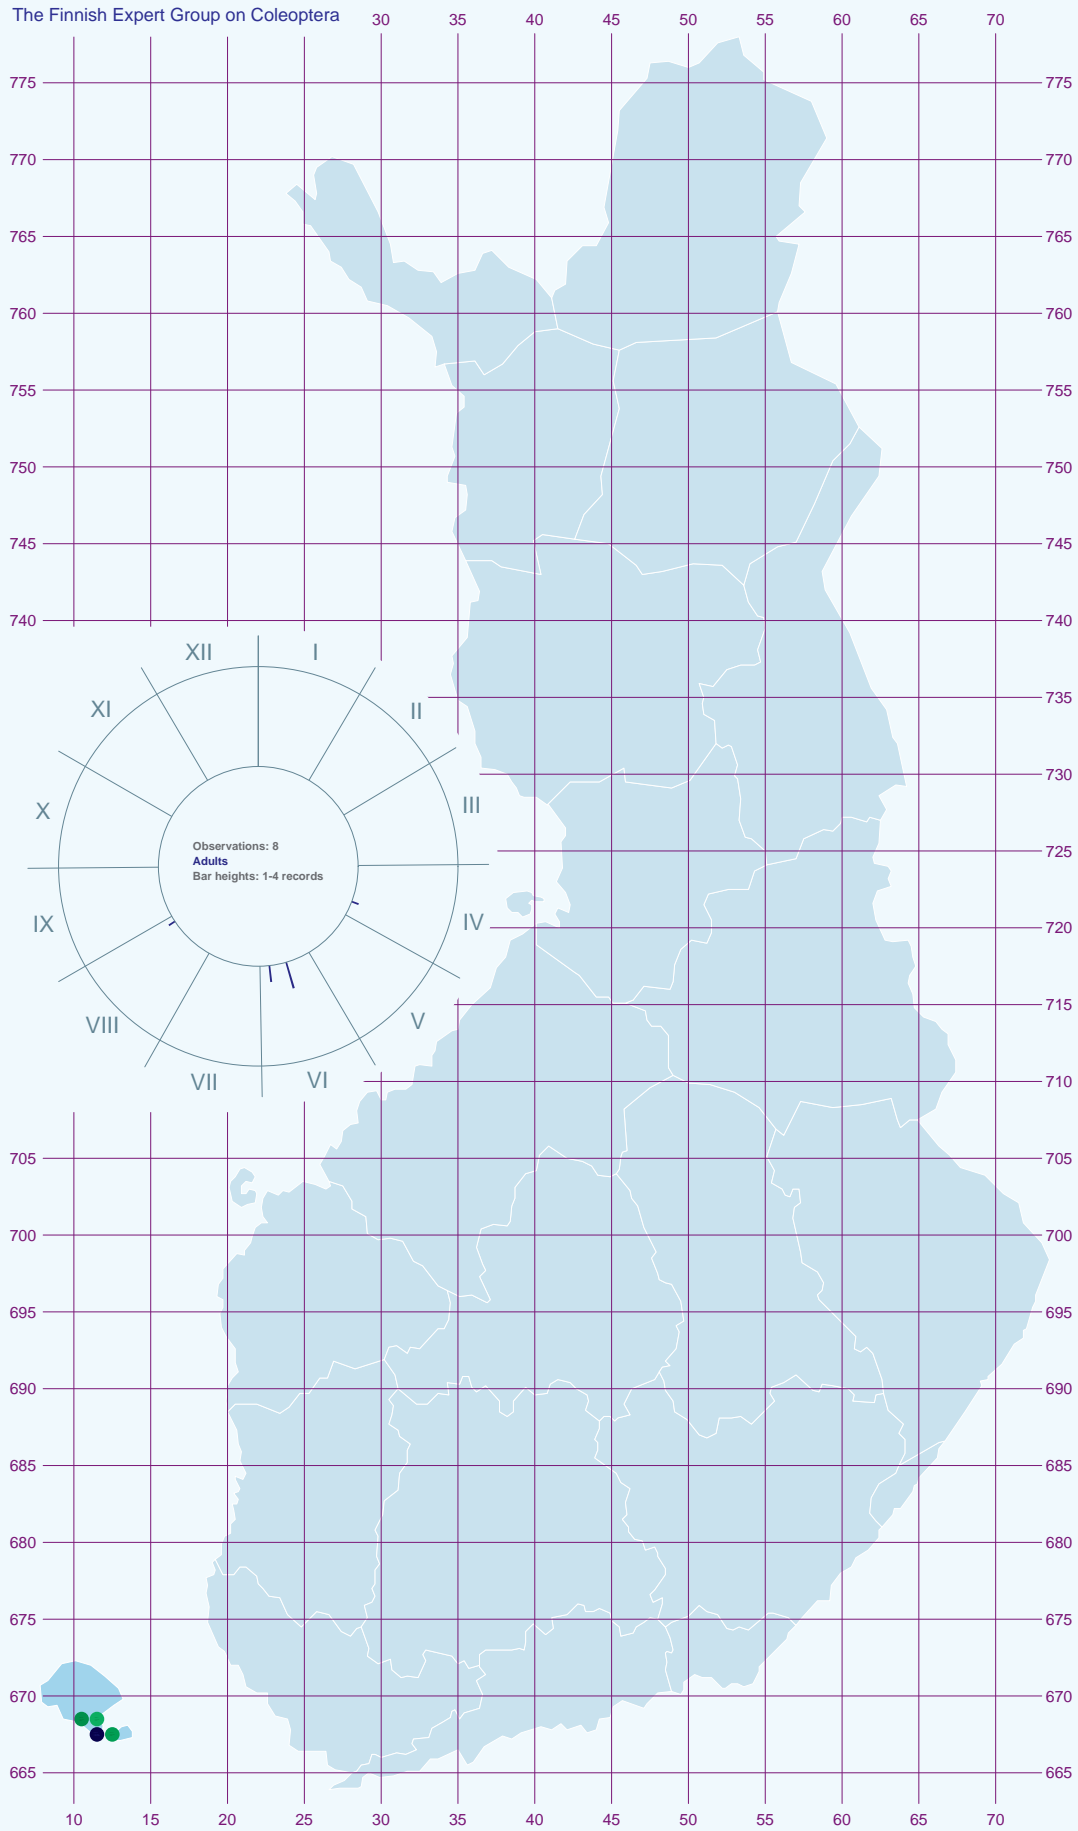 The Finnish Expert Group on Coleoptera
30 35 40 45 50 55 60 65 70
775 775
770 770
765 765
760 760
755 755
750 750
745 745
740 740
XII I
XI II
735
730
X III
725
Observations: 8
Adults
Bar heights: 1-4 records
IX IV
720
715
VIII V
VII VI
710
705 705
700 700
695 695
690 690
685 685
680 680
675 675
670 670
665 665
10 15 20 25 30 35 40 45 50 55 60 65 70